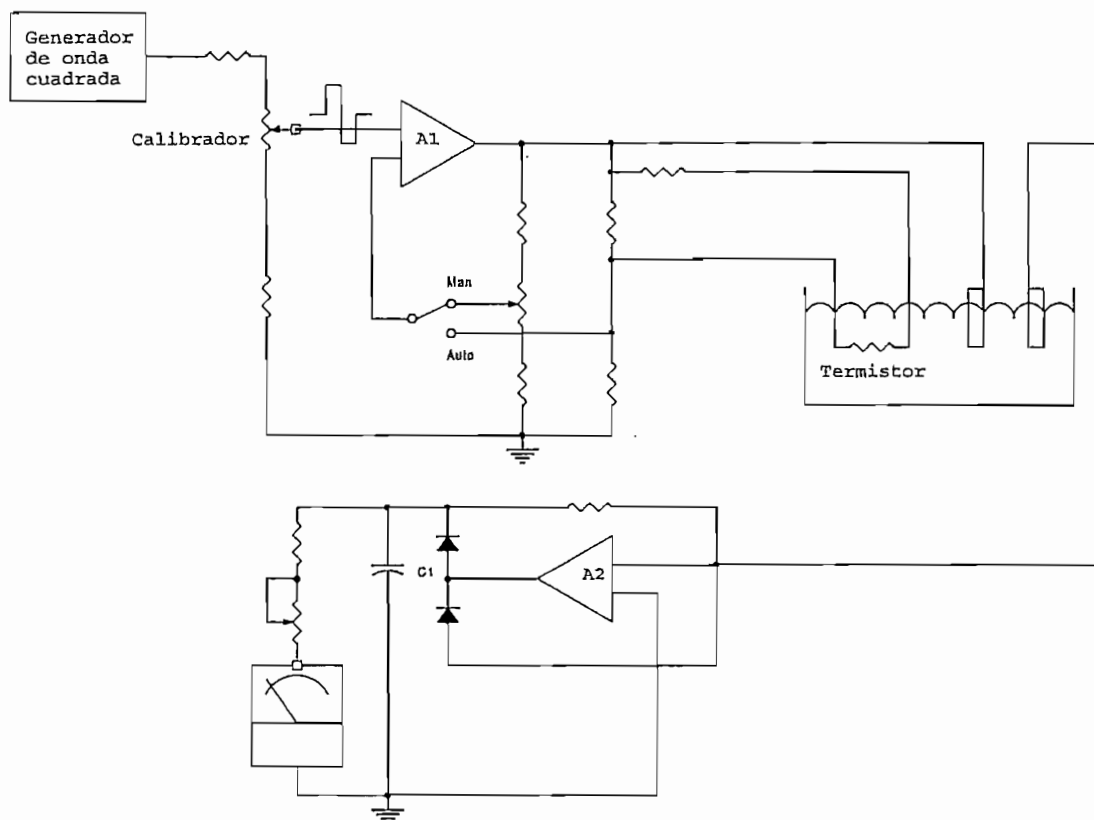 Generador
de onda
cuadrada
Calibrador
A1
Man
Auto
Termistor
C1
A2